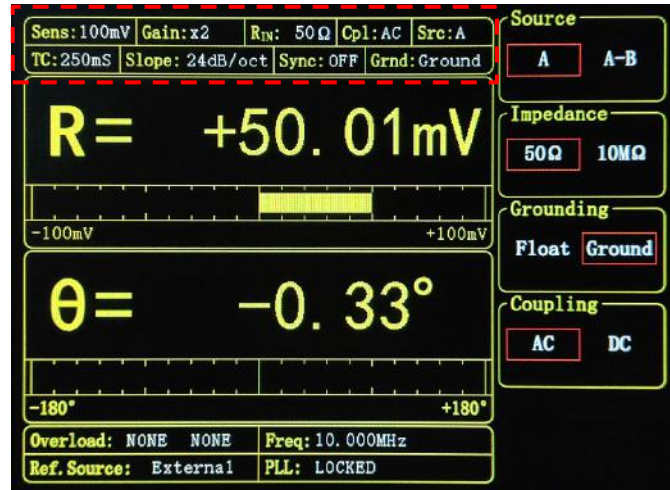 Sens:100mV Gain:x2 RIN: 50Ω Cpl:AC Src:A
TC:250mS Slope: 24dB/oct Sync:OFF Grnd:Ground
R= +50.01mV
-100mV +100mV
θ= -0.33°
-180° +180°
Overload: NONE NONE Freq:10.000MHz
Ref.Source: External PLL: LOCKED
Source
A A-B
Impedance
50Ω 10MΩ
Grounding
Float Ground
Coupling
AC DC